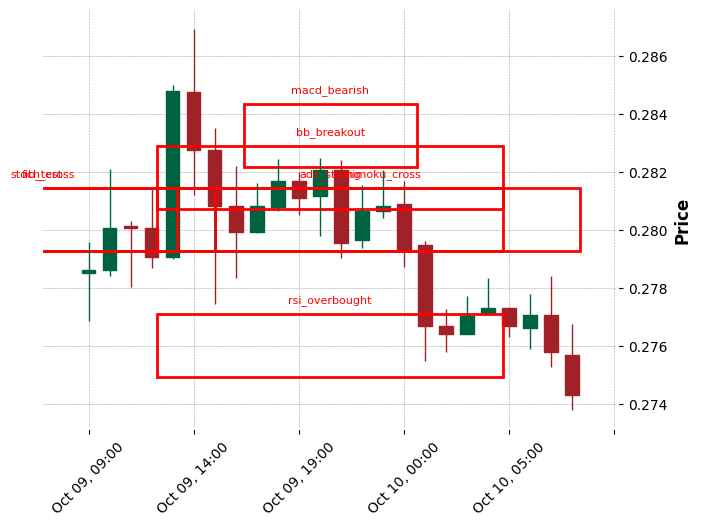 0.286
macd_bearish
0.284
bb_breakout
0.282
0.280
Price
0.278
rsi_overbought
0.276
0.274
Oct 09, 09:00
Oct 09, 14:00
Oct 09, 19:00
Oct 10, 00:00
Oct 10, 05:00